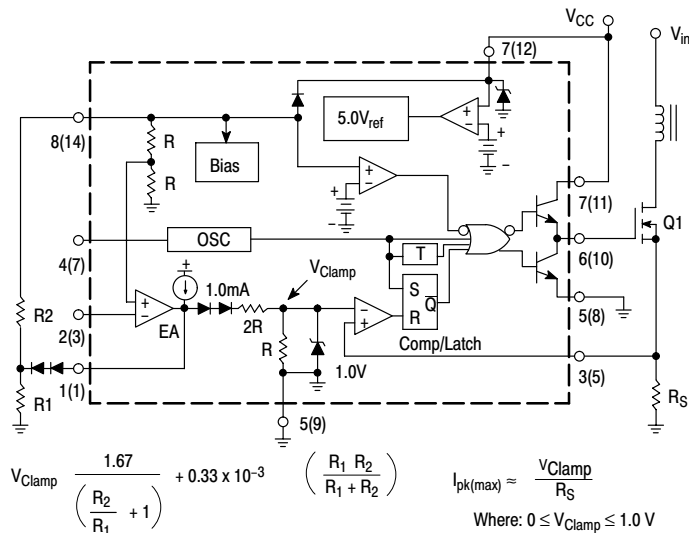 VCC
Vin
7(12)
5.0Vref
+
−
+
−
8(14)
R
Bias
R
+
−
+
−
7(11)
Q1
4(7)
OSC
T
6(10)
VClamp
+
1.0mA
S
Q
R
R2
+
−
EA
2R
−
+
5(8)
2(3)
R
1.0V
Comp/Latch
1(1)
3(5)
R1
5(9)
RS
VClamp 1.67 / (R2/R1 + 1) + 0.33 x 10−3 (R1 R2 / R1 + R2)
Ipk(max) ≈ VClamp / RS
Where: 0 ≤ VClamp ≤ 1.0 V